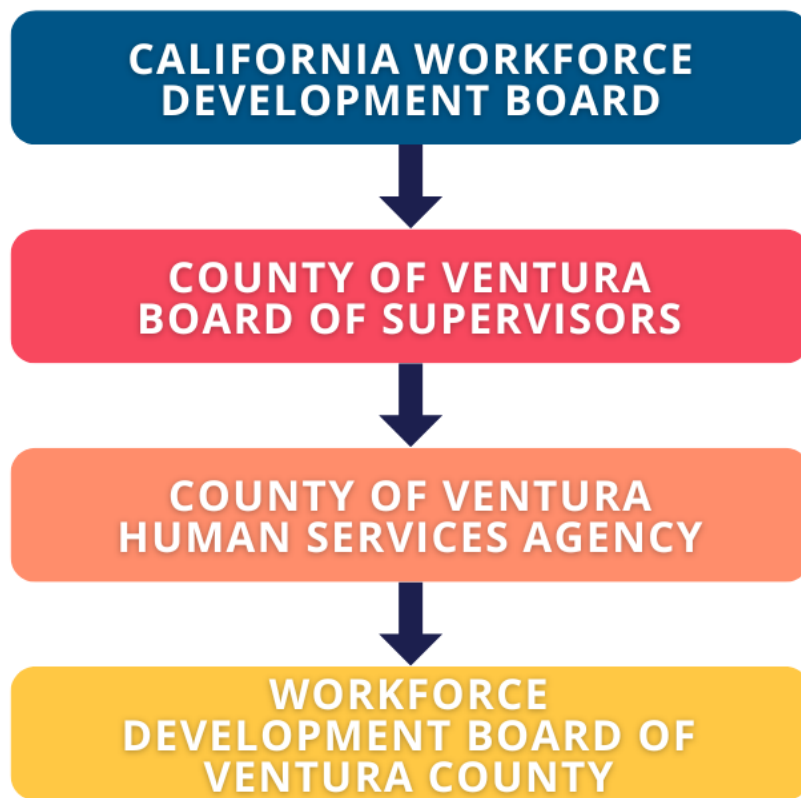 CALIFORNIA WORKFORCE
DEVELOPMENT BOARD
COUNTY OF VENTURA
BOARD OF SUPERVISORS
COUNTY OF VENTURA
HUMAN SERVICES AGENCY
WORKFORCE
DEVELOPMENT BOARD OF
VENTURA COUNTY